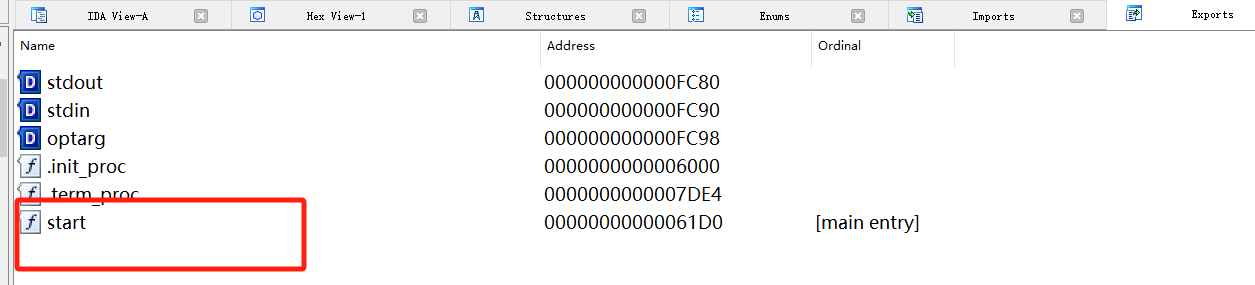 IDA View-A Hex View-1 Structures Enums Imports Exports
Name Address Ordinal
D stdout 000000000000FC80
D stdin 000000000000FC90
D optarg 000000000000FC98
f .init_proc 0000000000006000
f .term_proc 0000000000007DE4
f start 00000000000061D0 [main entry]